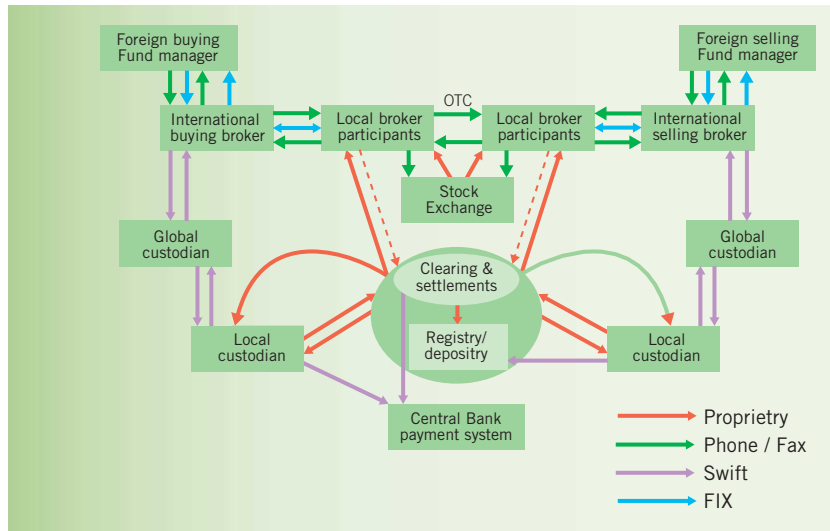 Foreign buying
Fund manager
Foreign selling
Fund manager
OTC
International
buying broker
Local broker
participants
Local broker
participants
International
selling broker
Stock
Exchange
Global
custodian
Global
custodian
Clearing &
settlements
Local
custodian
Registry/
depositry
Local
custodian
Central Bank
payment system
Proprietry
Phone / Fax
Swift
FIX